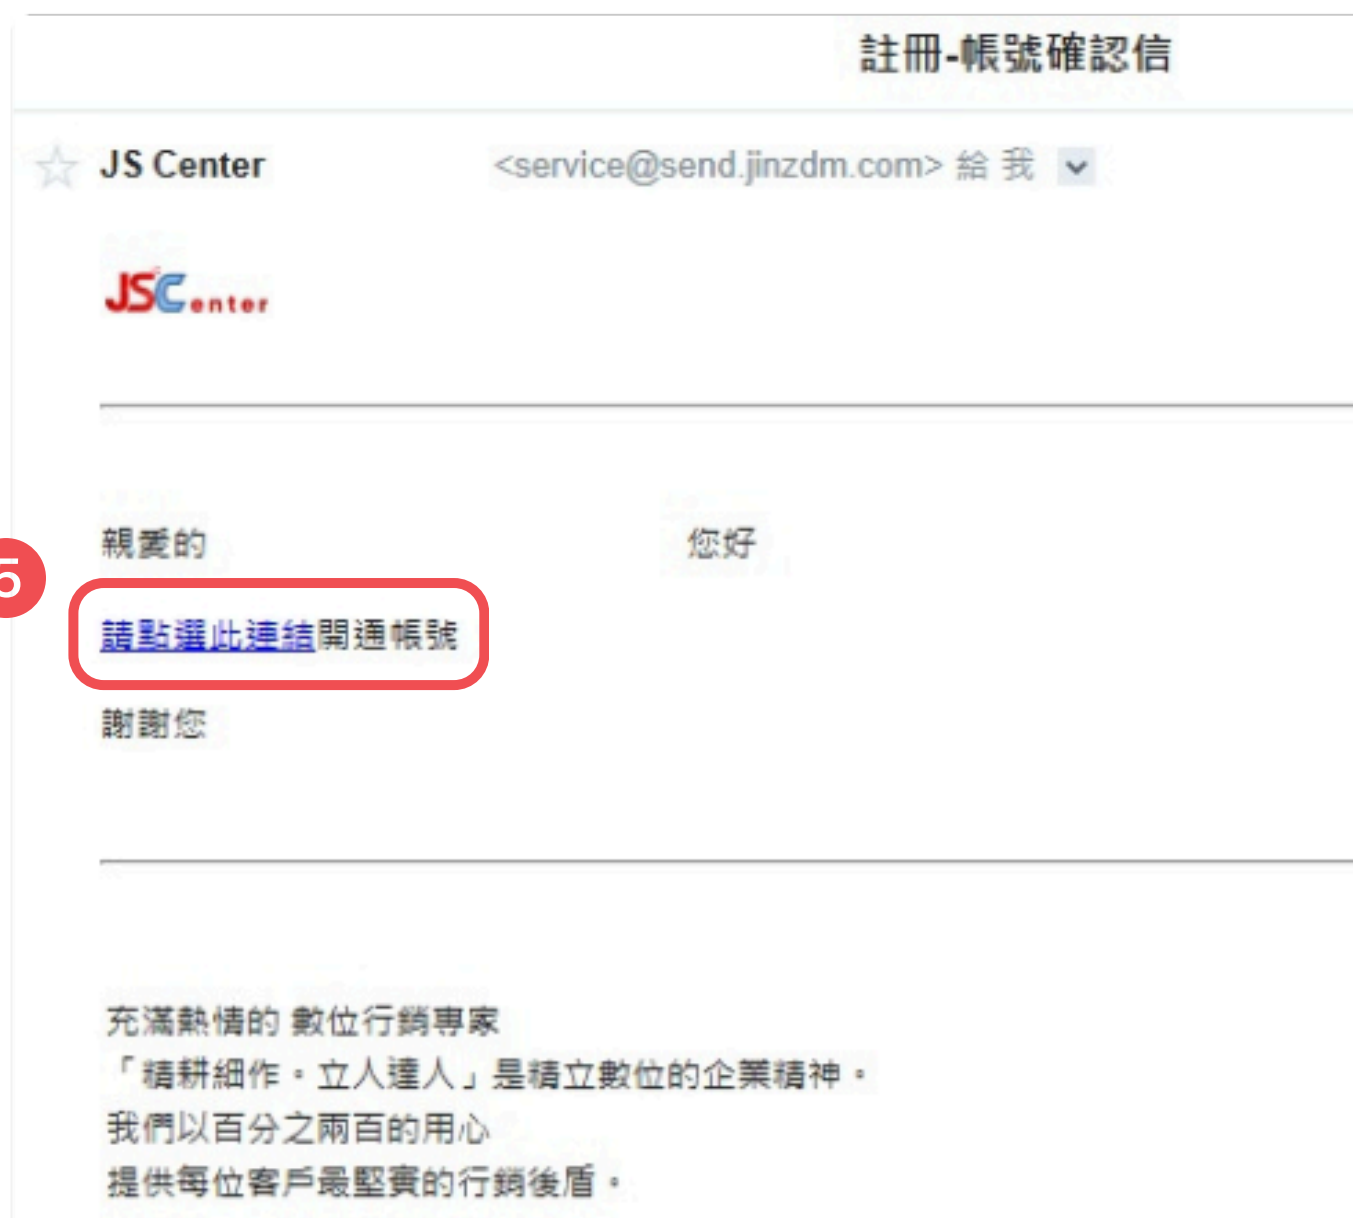 註冊-帳號確認信
JS Center <service@send.jinzdm.com> 給 我
JSCenter
親愛的 您好
5
請點選此連結開通帳號
謝謝您
充滿熱情的 數位行銷專家
「精耕細作。立人達人」是精立數位的企業精神。
我們以百分之兩百的用心
提供每位客戶最堅實的行銷後盾。